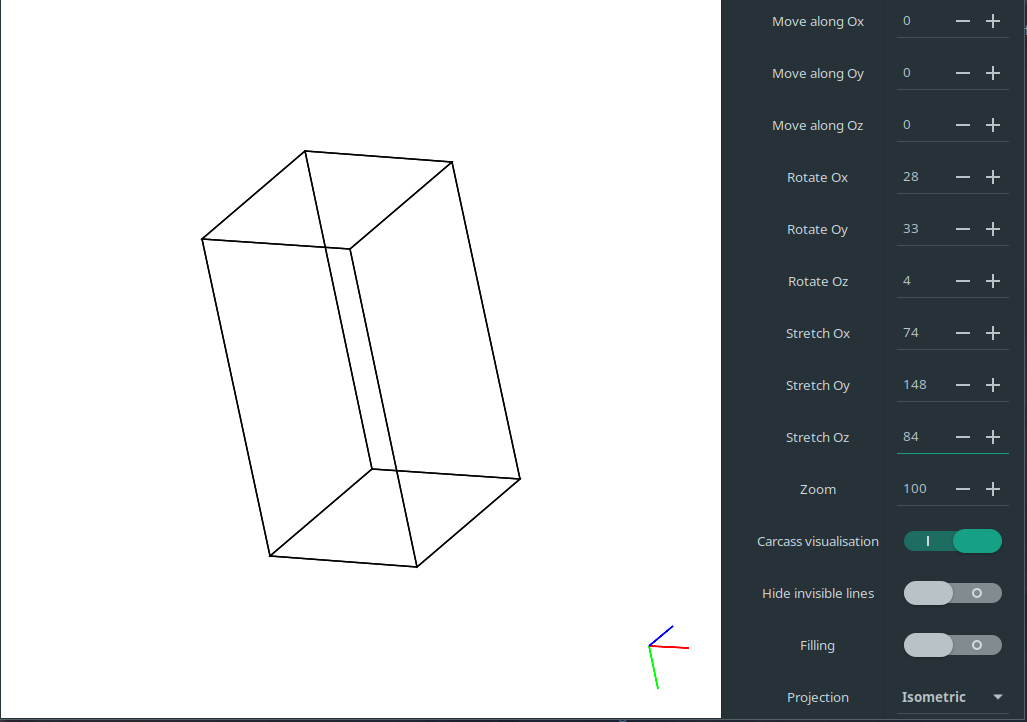 Move along Ox 0
Move along Oy 0
Move along Oz 0
Rotate Ox 28
Rotate Oy 33
Rotate Oz 4
Stretch Ox 74
Stretch Oy 148
Stretch Oz 84
Zoom 100
Carcass visualisation
Hide invisible lines
Filling
Projection Isometric